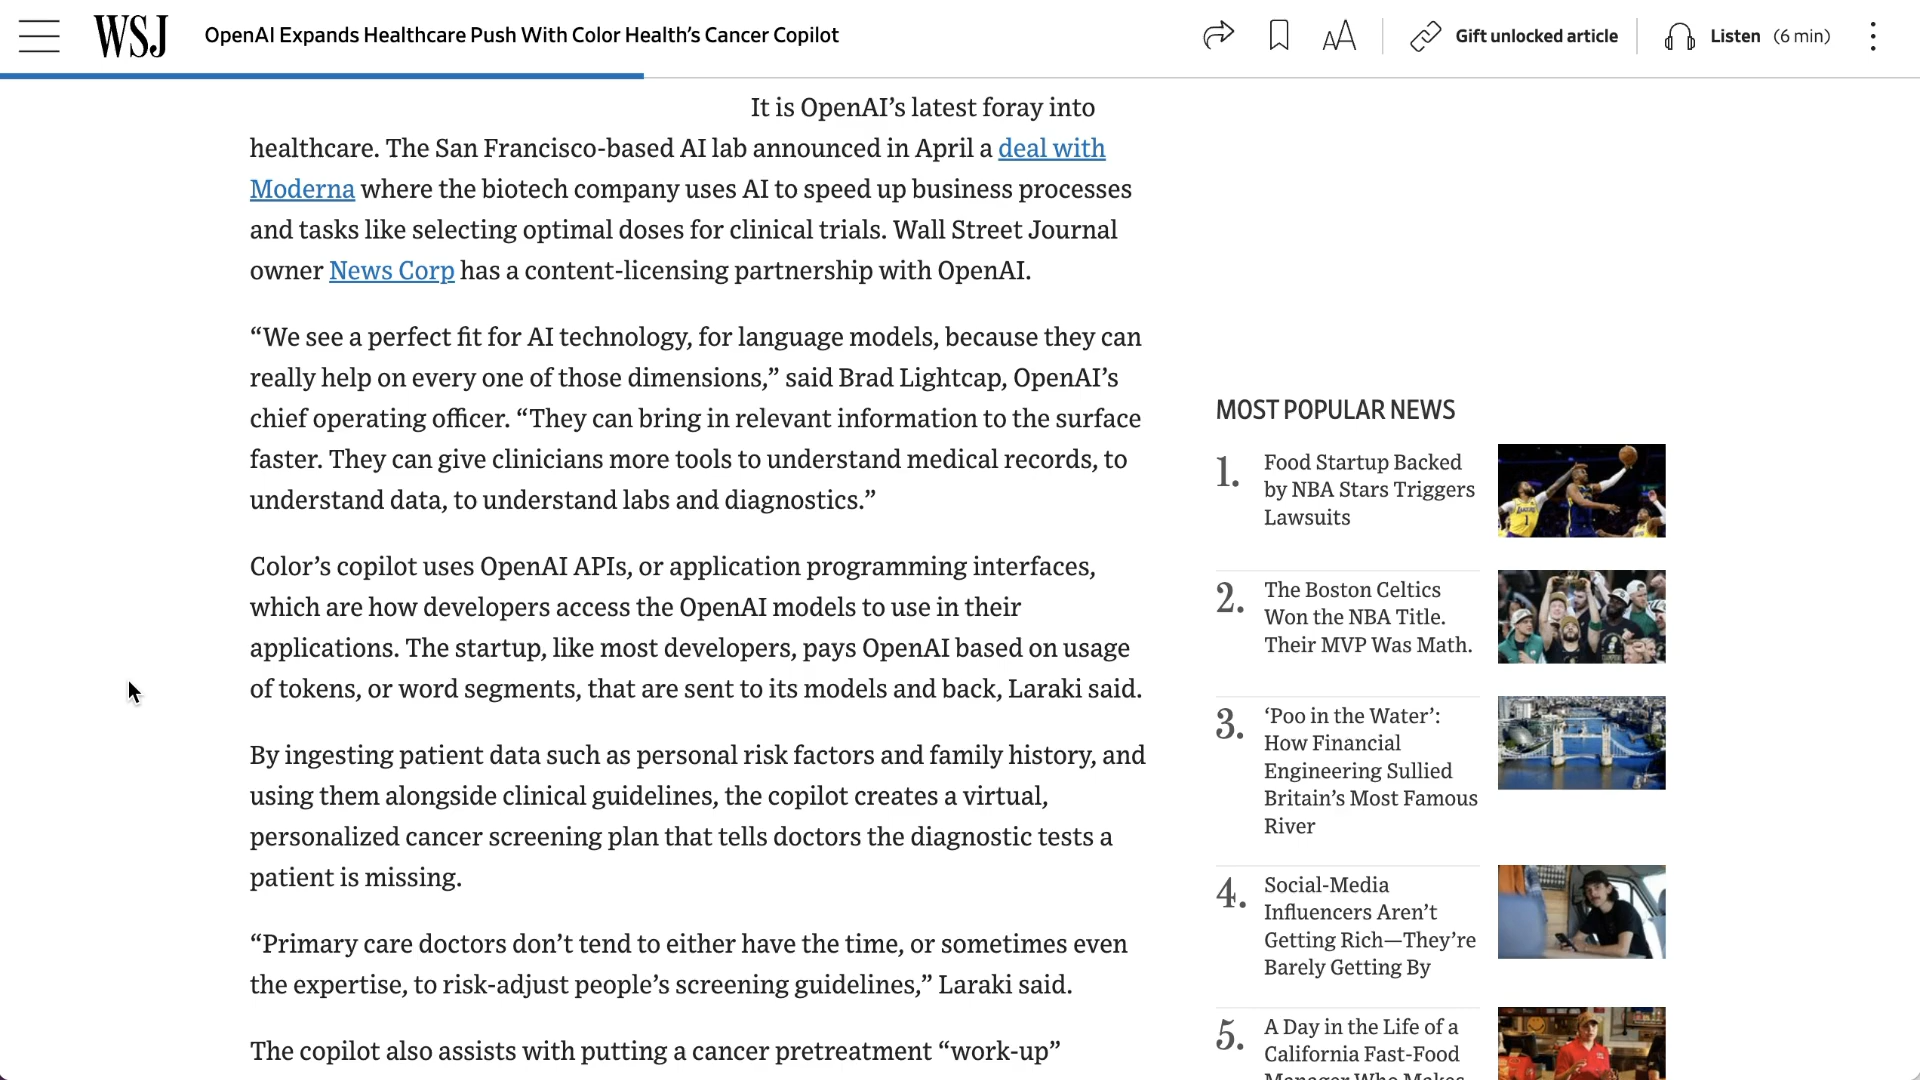 WSJ
OpenAI Expands Healthcare Push With Color Health’s Cancer Copilot
Gift unlocked article
Listen (6 min)
It is OpenAI’s latest foray into
healthcare. The San Francisco-based AI lab announced in April a deal with
Moderna where the biotech company uses AI to speed up business processes
and tasks like selecting optimal doses for clinical trials. Wall Street Journal
owner News Corp has a content-licensing partnership with OpenAI.
“We see a perfect fit for AI technology, for language models, because they can
really help on every one of those dimensions,” said Brad Lightcap, OpenAI’s
chief operating officer. “They can bring in relevant information to the surface
faster. They can give clinicians more tools to understand medical records, to
understand data, to understand labs and diagnostics.”
Color’s copilot uses OpenAI APIs, or application programming interfaces,
which are how developers access the OpenAI models to use in their
applications. The startup, like most developers, pays OpenAI based on usage
of tokens, or word segments, that are sent to its models and back, Laraki said.
By ingesting patient data such as personal risk factors and family history, and
using them alongside clinical guidelines, the copilot creates a virtual,
personalized cancer screening plan that tells doctors the diagnostic tests a
patient is missing.
“Primary care doctors don’t tend to either have the time, or sometimes even
the expertise, to risk-adjust people’s screening guidelines,” Laraki said.
The copilot also assists with putting a cancer pretreatment “work-up”
MOST POPULAR NEWS
1.
Food Startup Backed
by NBA Stars Triggers
Lawsuits
2.
The Boston Celtics
Won the NBA Title.
Their MVP Was Math.
3.
‘Poo in the Water’:
How Financial
Engineering Sullied
Britain’s Most Famous
River
4.
Social-Media
Influencers Aren’t
Getting Rich—They’re
Barely Getting By
5.
A Day in the Life of a
California Fast-Food
Manager Who Makes